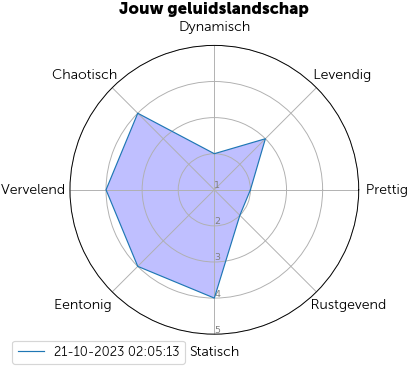 Jouw geluidslandschap
Dynamisch
Chaotisch
Levendig
Vervelend
1
Prettig
2
3
Eentonig
4
Rustgevend
5
21-10-2023 02:05:13
Statisch